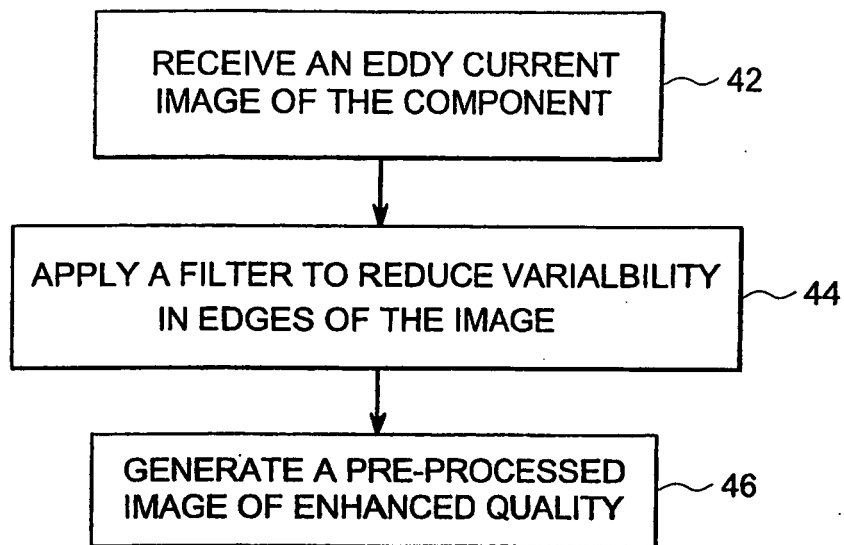 RECEIVE AN EDDY CURRENT
IMAGE OF THE COMPONENT
42
APPLY A FILTER TO REDUCE VARIALBILITY
IN EDGES OF THE IMAGE
44
GENERATE A PRE-PROCESSED
IMAGE OF ENHANCED QUALITY
46